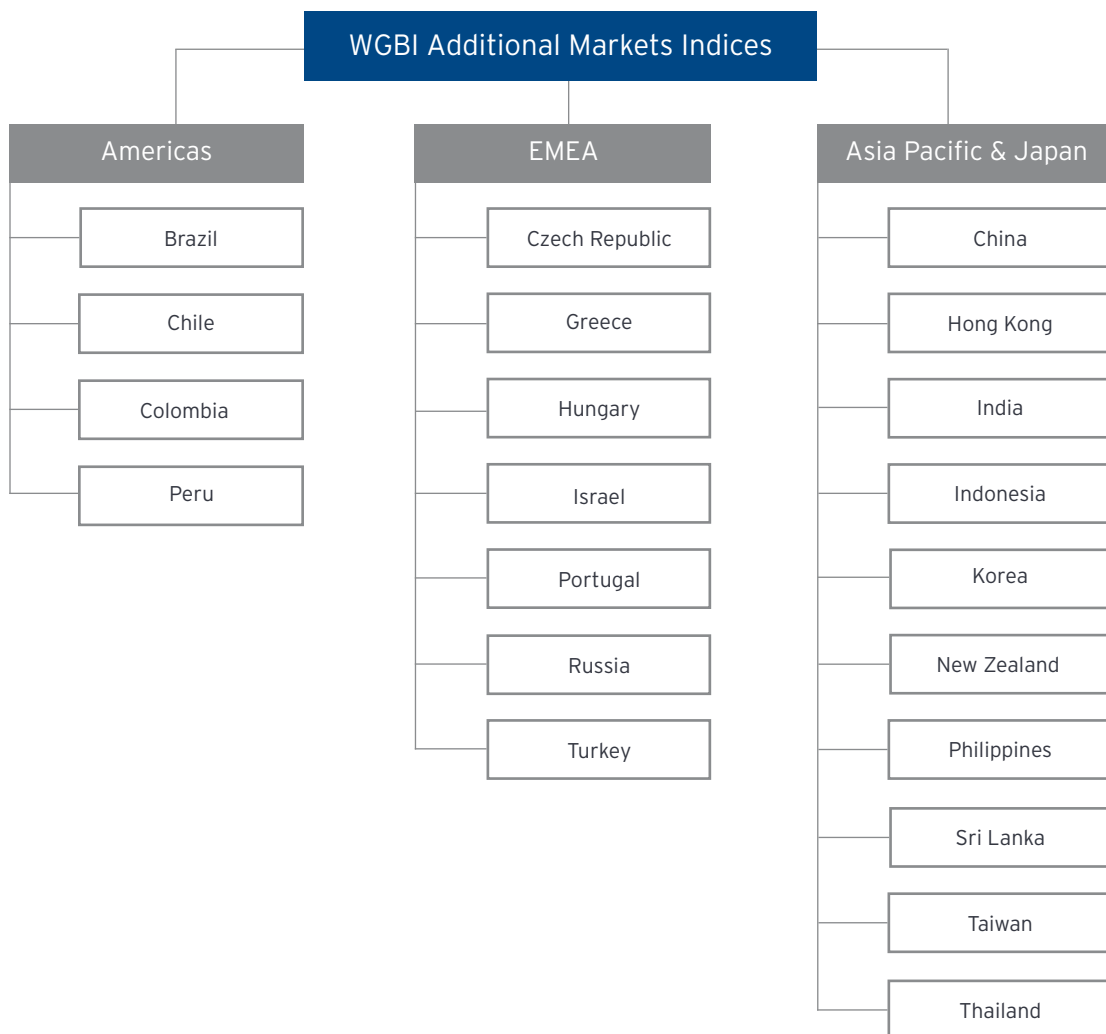 WGBI Additional Markets Indices
Americas
Brazil
Chile
Colombia
Peru
EMEA
Czech Republic
Greece
Hungary
Israel
Portugal
Russia
Turkey
Asia Pacific & Japan
China
Hong Kong
India
Indonesia
Korea
New Zealand
Philippines
Sri Lanka
Taiwan
Thailand